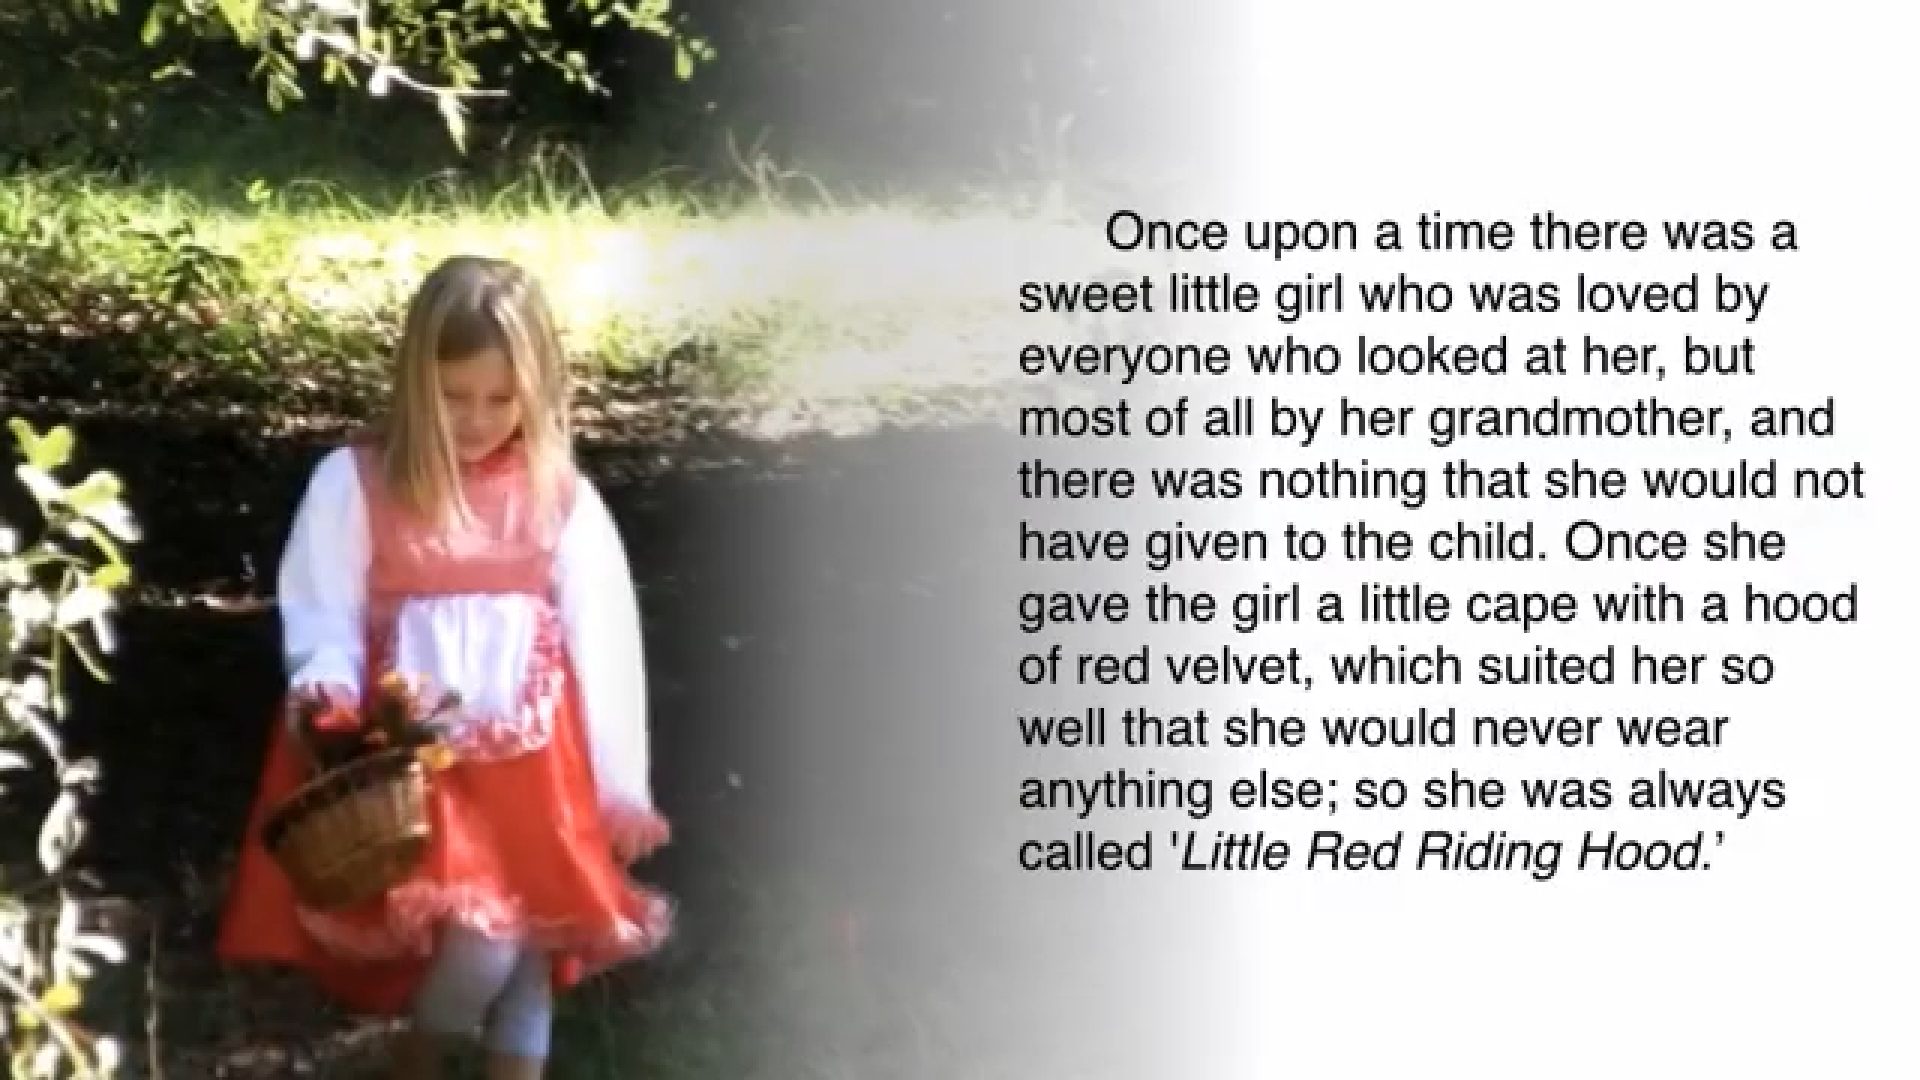 Once upon a time there was a
sweet little girl who was loved by
everyone who looked at her, but
most of all by her grandmother, and
there was nothing that she would not
have given to the child. Once she
gave the girl a little cape with a hood
of red velvet, which suited her so
well that she would never wear
anything else; so she was always
called 'Little Red Riding Hood.’